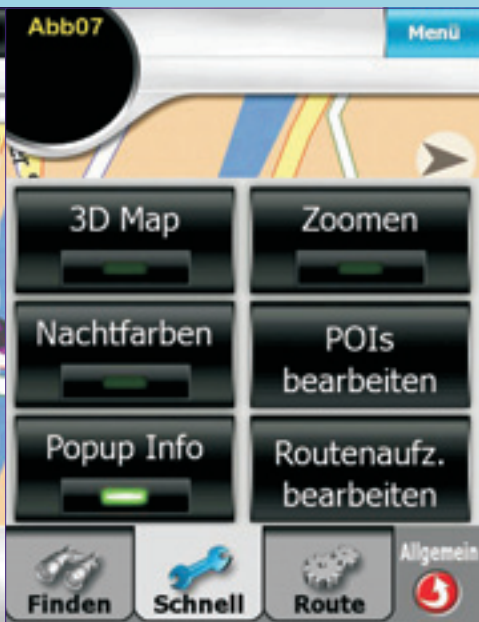 Abb07
Menü
3D Map
Zoomen
Nachtfarben
POIs
bearbeiten
Popup Info
Routenaufz.
bearbeiten
Finden
Schnell
Route
Allgemein